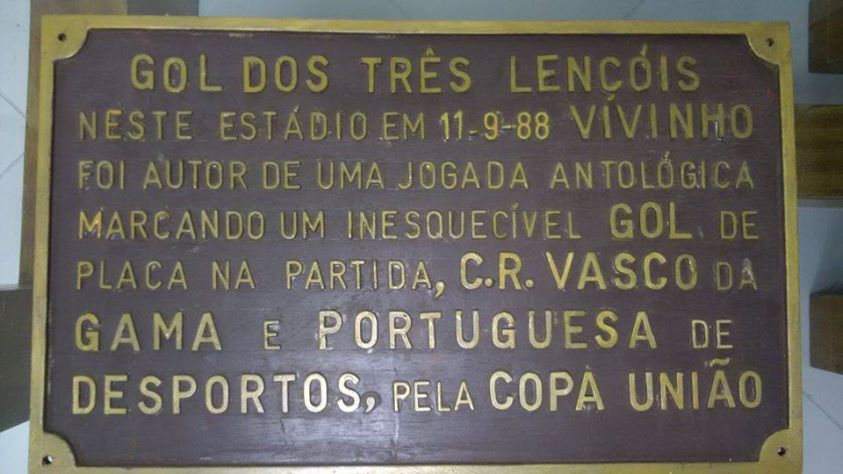 GOL DOS TRÊS LENÇÓIS
NESTE ESTÁDIO EM 11-9-88 VIVINHO
FOI AUTOR DE UMA JOGADA ANTOLÓGICA
MARCANDO UM INESQUECÍVEL GOL DE
PLACA NA PARTIDA, C.R. VASCO DA
GAMA E PORTUGUESA DE
DESPORTOS, PELA COPA UNIÃO